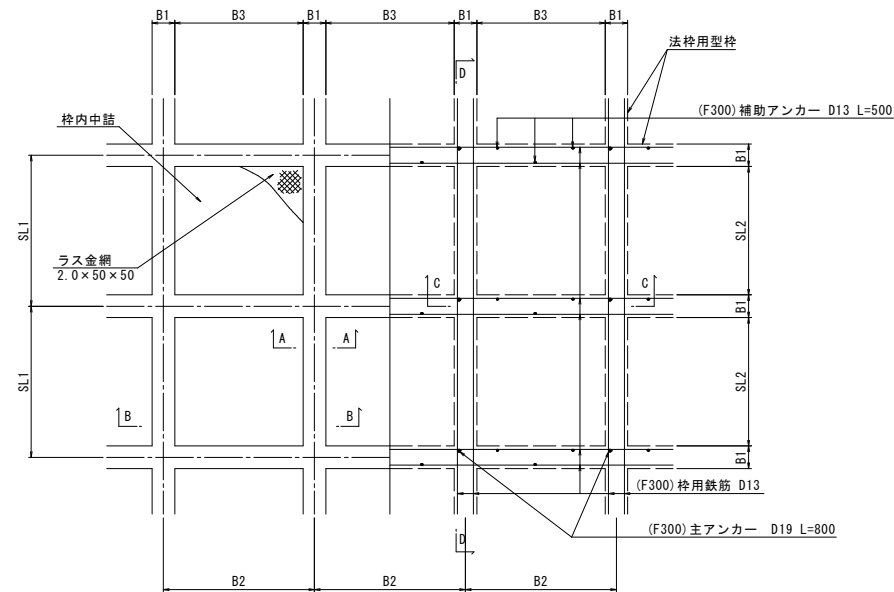 B1 B3 B1 B3 B1 B3 B1
D
法枠用型枠
(F300)補助アンカー D13 L=500
枠内中詰
B1
SL1
SL2
ラス金網
2.0×50×50
C C
B1
A A
SL1
SL2
B B
B1
(F300)枠用鉄筋 D13
(F300)主アンカー D19 L=800
D
B2 B2 B2